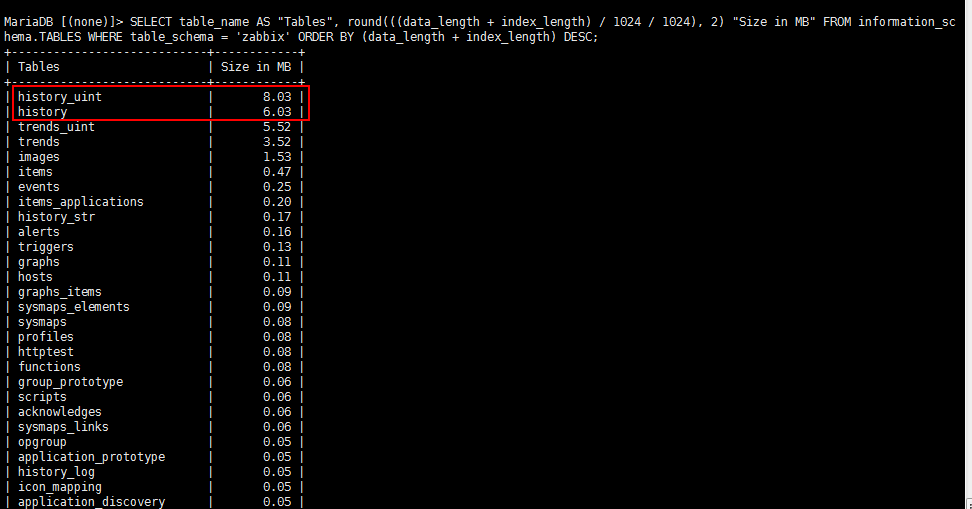 MariaDB [(none)]> SELECT table_name AS "Tables", round(((data_length + index_length) / 1024 / 1024), 2) "Size in MB" FROM information_sc
hema.TABLES WHERE table_schema = 'zabbix' ORDER BY (data_length + index_length) DESC;
+----------------------------+------------+
| Tables                     | Size in MB |
+----------------------------+------------+
| history_uint               |       8.03 |
| history                    |       6.03 |
| trends_uint                |       5.52 |
| trends                     |       3.52 |
| images                     |       1.53 |
| items                      |       0.47 |
| events                     |       0.25 |
| items_applications         |       0.20 |
| history_str                |       0.17 |
| alerts                     |       0.16 |
| triggers                   |       0.13 |
| graphs                     |       0.11 |
| hosts                      |       0.11 |
| graphs_items               |       0.09 |
| sysmaps_elements           |       0.09 |
| sysmaps                    |       0.08 |
| profiles                   |       0.08 |
| httptest                   |       0.08 |
| functions                  |       0.08 |
| group_prototype            |       0.06 |
| scripts                    |       0.06 |
| acknowledges               |       0.06 |
| sysmaps_links              |       0.06 |
| opgroup                    |       0.05 |
| application_prototype      |       0.05 |
| history_log                |       0.05 |
| icon_mapping               |       0.05 |
| application_discovery      |       0.05 |